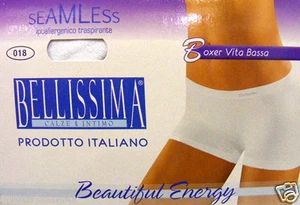 SEAMLESS
ipoallergenico traspirante
018
Boxer Vita Bassa
BELLISSIMA®
CALZE E INTIMO
PRODOTTO ITALIANO
Beautiful Energy